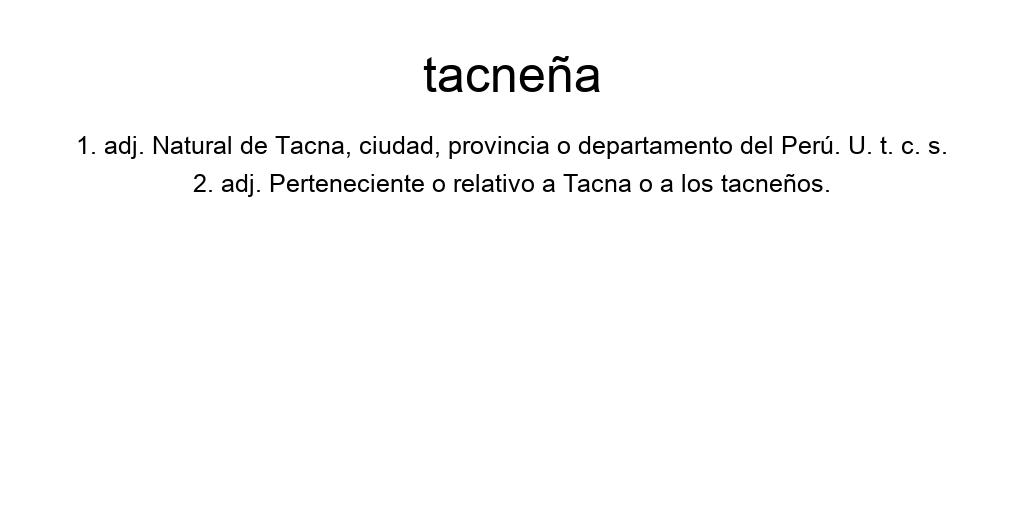 tacneña
1. adj. Natural de Tacna, ciudad, provincia o departamento del Perú. U. t. c. s.
2. adj. Perteneciente o relativo a Tacna o a los tacneños.